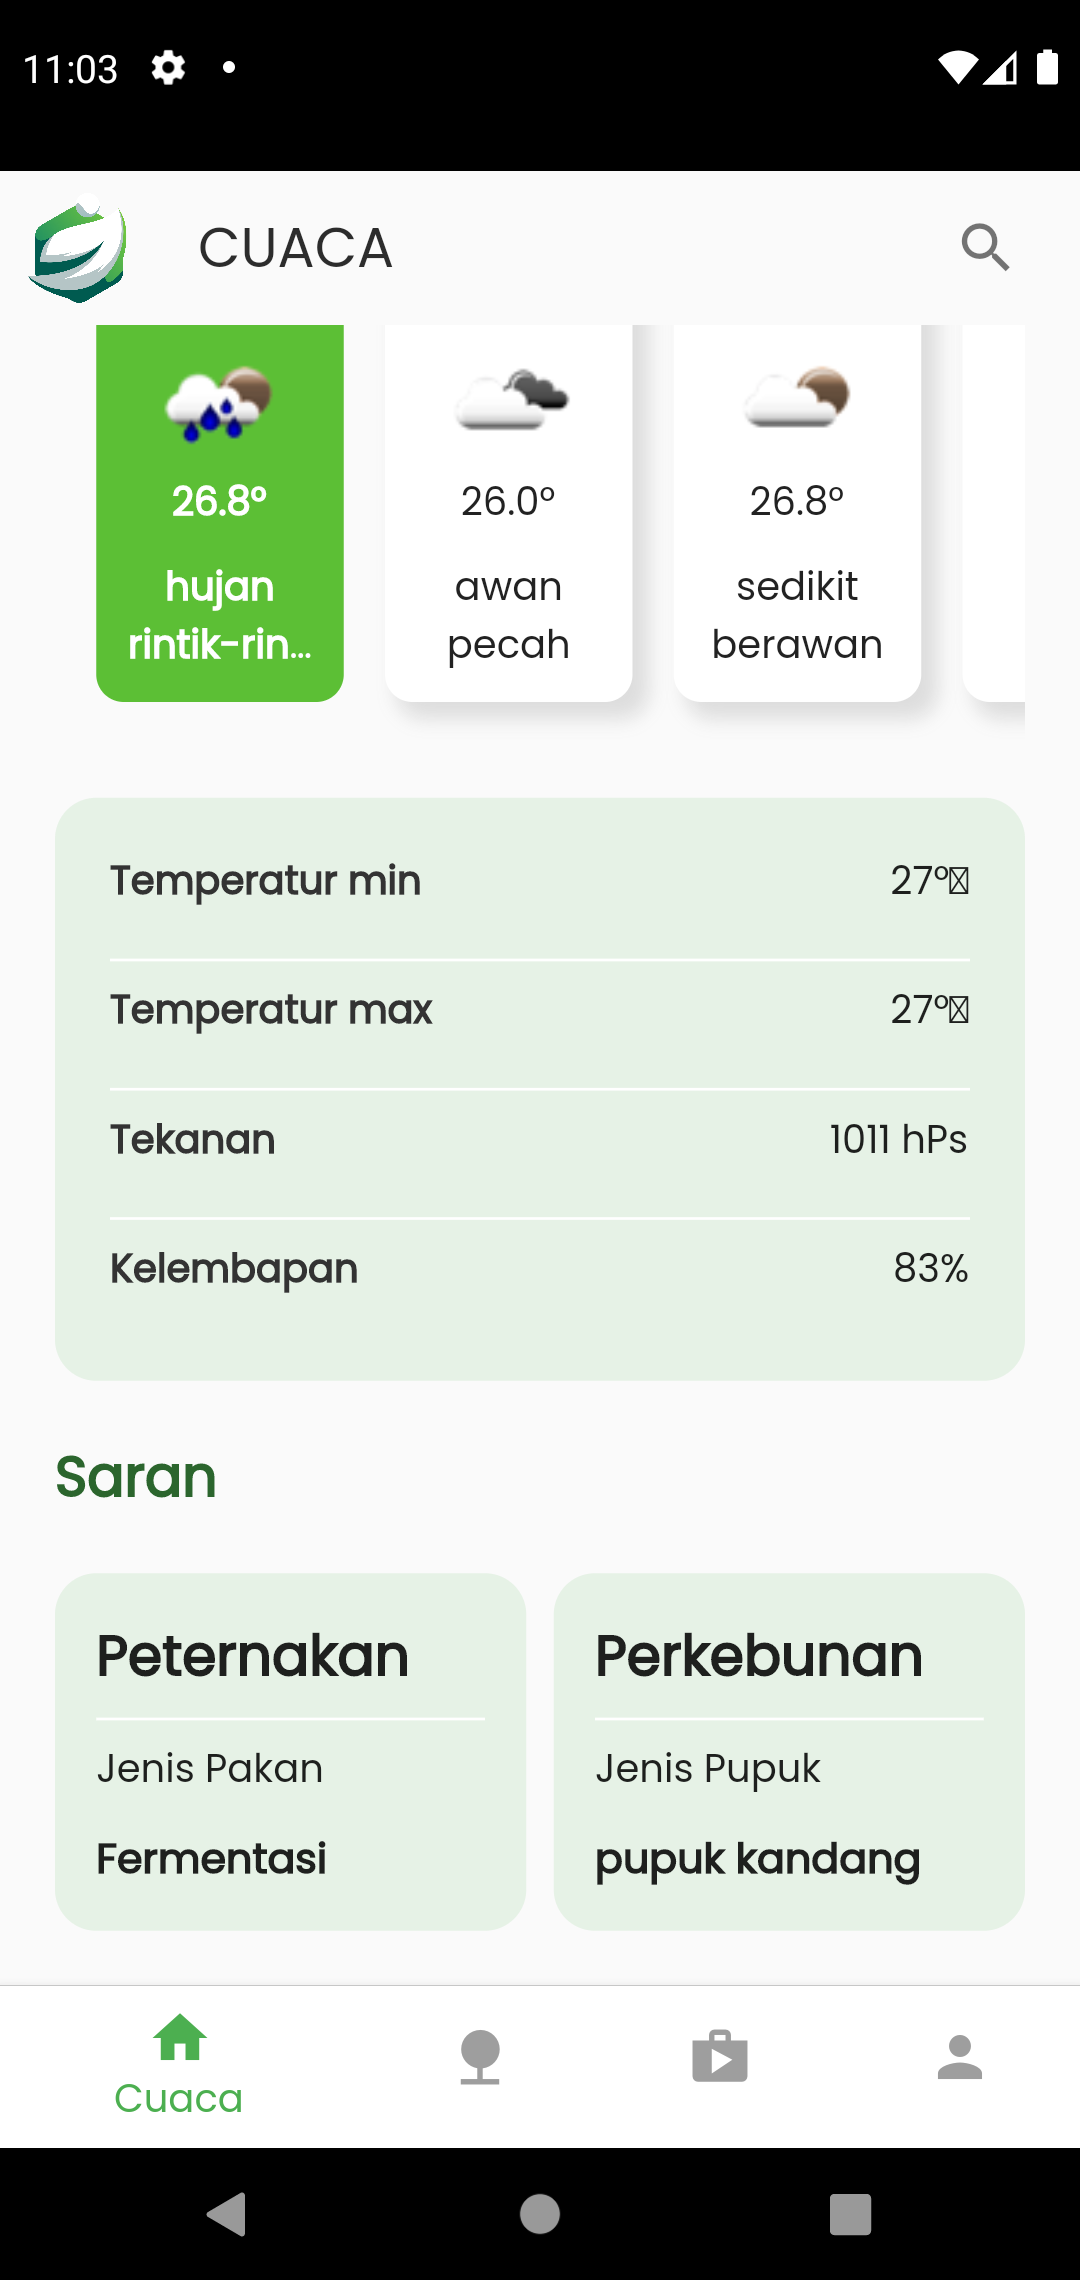 11:03
CUACA
26.8°
hujan
rintik-rin...
26.0°
awan
pecah
26.8°
sedikit
berawan
Temperatur min
27°
Temperatur max
27°
Tekanan
1011 hPs
Kelembapan
83%
Saran
Peternakan
Jenis Pakan
Fermentasi
Perkebunan
Jenis Pupuk
pupuk kandang
Cuaca